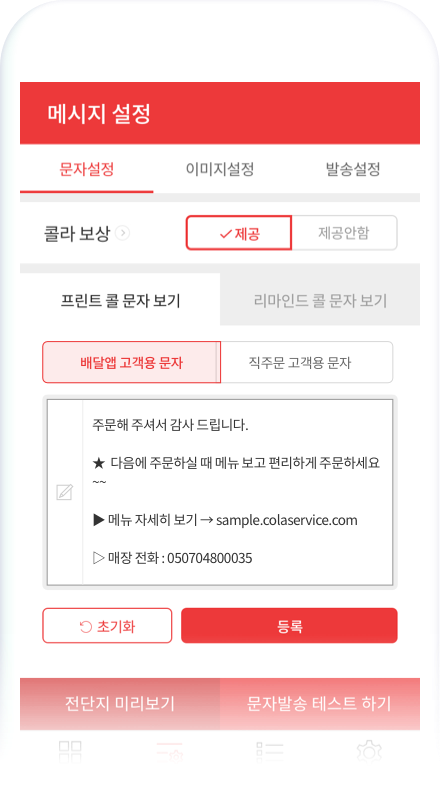 메시지 설정
문자설정 이미지설정 발송설정
콜라 보상 제공 제공안함
프린트 콜 문자 보기 리마인드 콜 문자 보기
배달앱 고객용 문자 직주문 고객용 문자
주문해 주셔서 감사 드립니다.
★ 다음에 주문하실 때 메뉴 보고 편리하게 주문하세요
~~
▶ 메뉴 자세히 보기 → sample.colaservice.com
▷ 매장 전화 : 050704800035
초기화 등록
전단지 미리보기 문자발송 테스트 하기